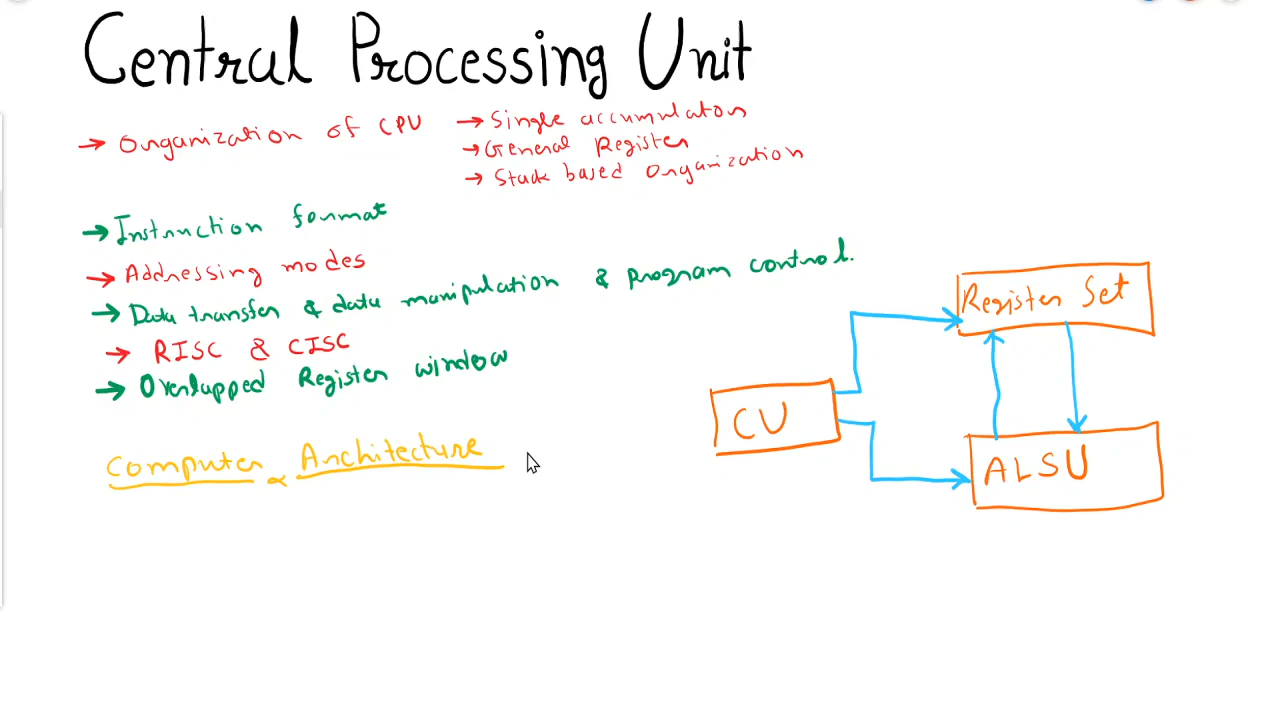 Central Processing Unit
→ Organization of CPU
→ Single accumulator
→ General Register
→ Stack based Organization
→ Instruction format
→ Addressing modes
→ Data transfer & data manipulation & program control.
→ RISC & CISC
→ Overlapped Register window
Computer Architecture
Register Set
CU
ALSU